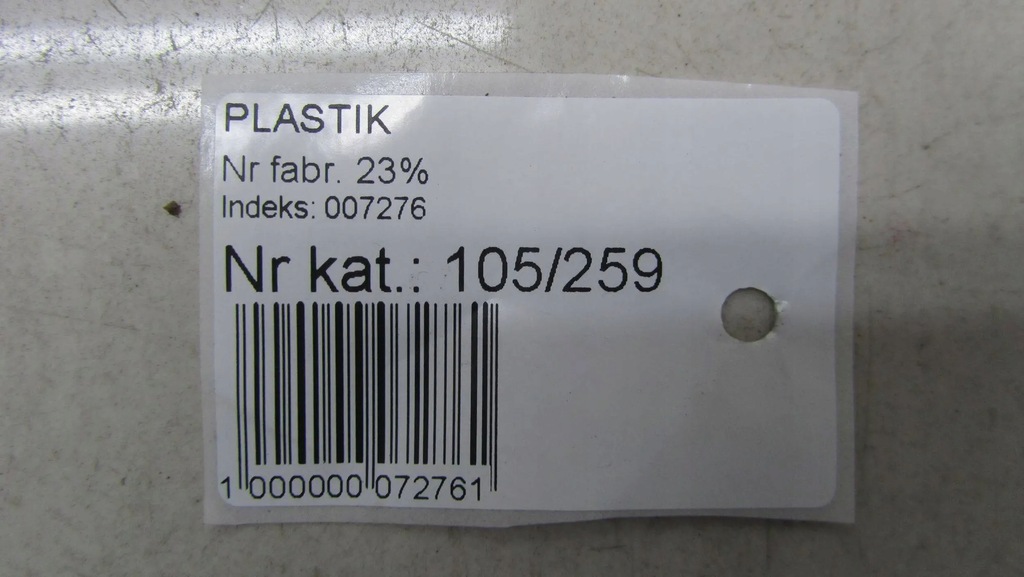 PLASTIK
Nr fabr. 23%
Indeks: 007276
Nr kat.: 105/259
1 000000 072761